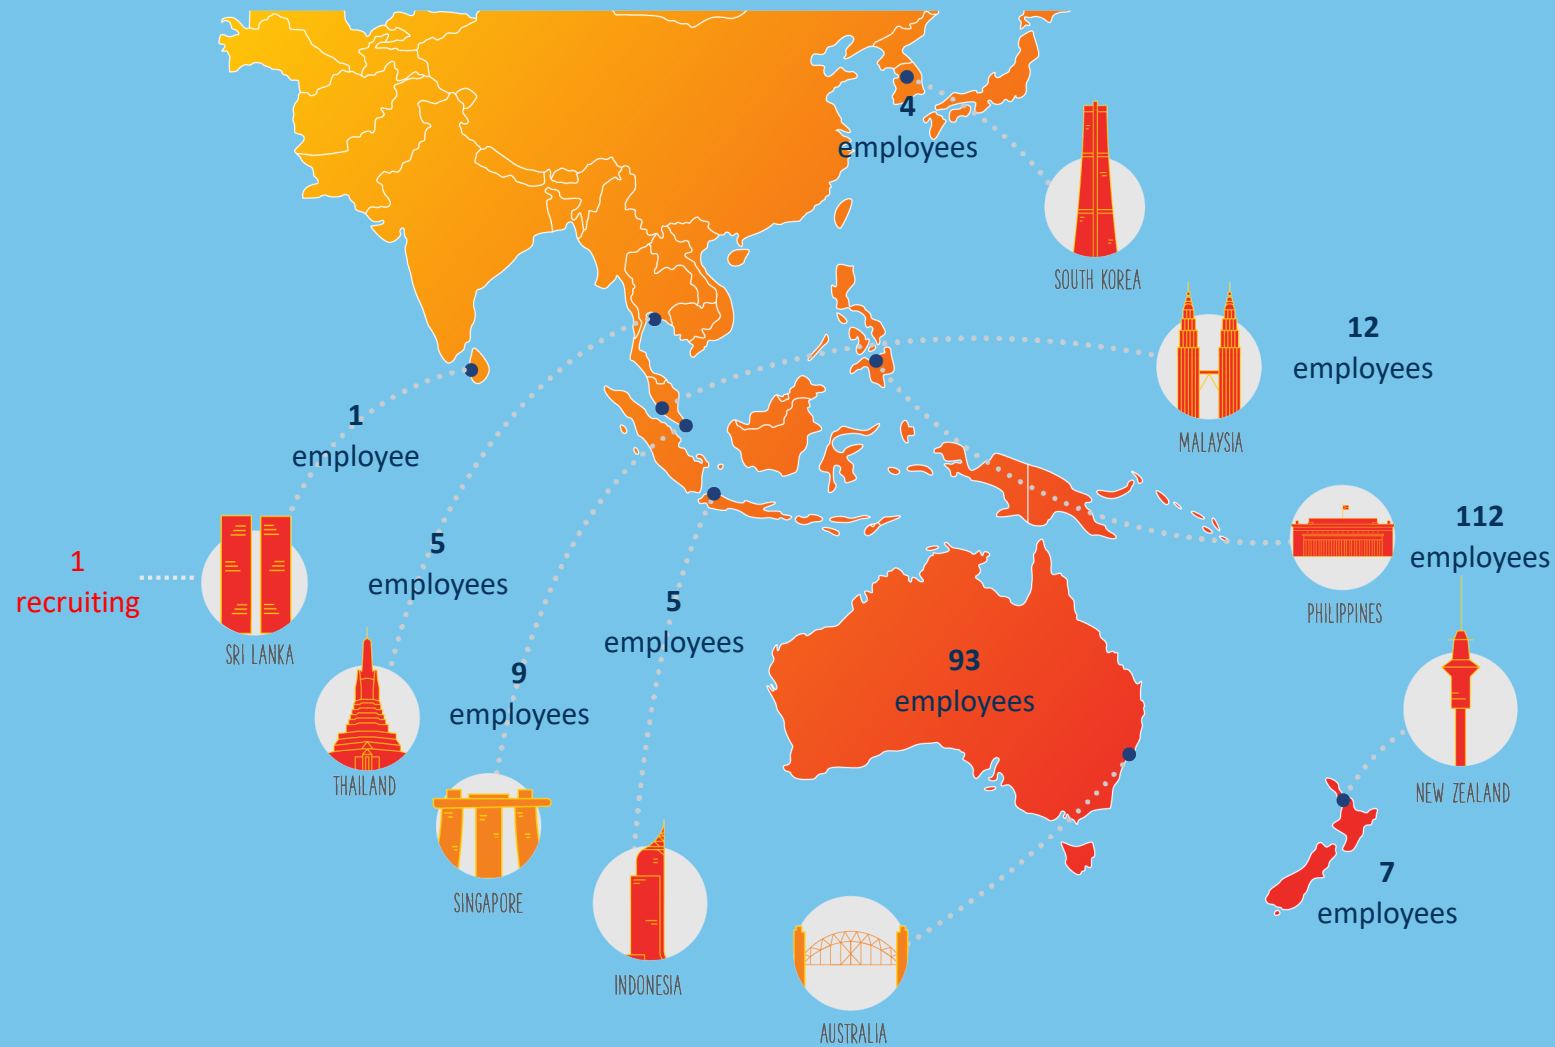 4
employees
SOUTH KOREA
12
employees
MALAYSIA
1
employee
112
employees
PHILIPPINES
1
recruiting
SRI LANKA
5
employees
THAILAND
9
employees
SINGAPORE
5
employees
INDONESIA
93
employees
AUSTRALIA
NEW ZEALAND
7
employees